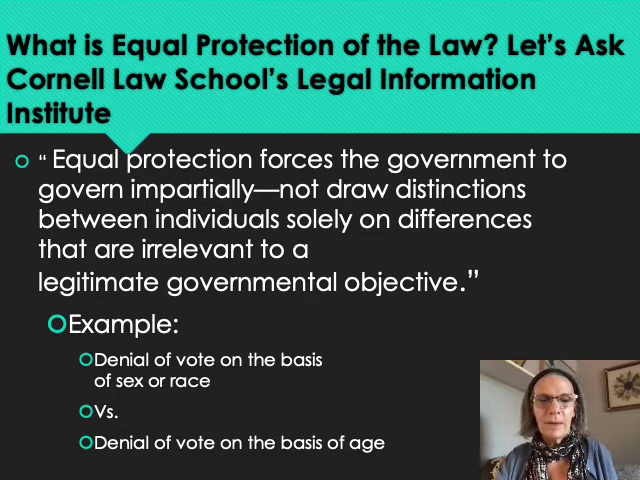 What is Equal Protection of the Law? Let’s Ask
Cornell Law School’s Legal Information
Institute
“ Equal protection forces the government to
govern impartially—not draw distinctions
between individuals solely on differences
that are irrelevant to a
legitimate governmental objective.”
Example:
Denial of vote on the basis
of sex or race
Vs.
Denial of vote on the basis of age